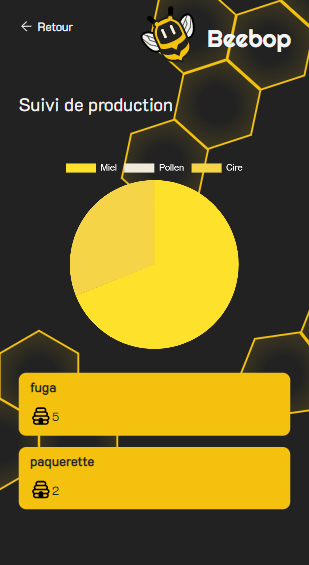 ← Retour
Beebop
Suivi de production
Miel Pollen Cire
fuga
5
paquerette
2